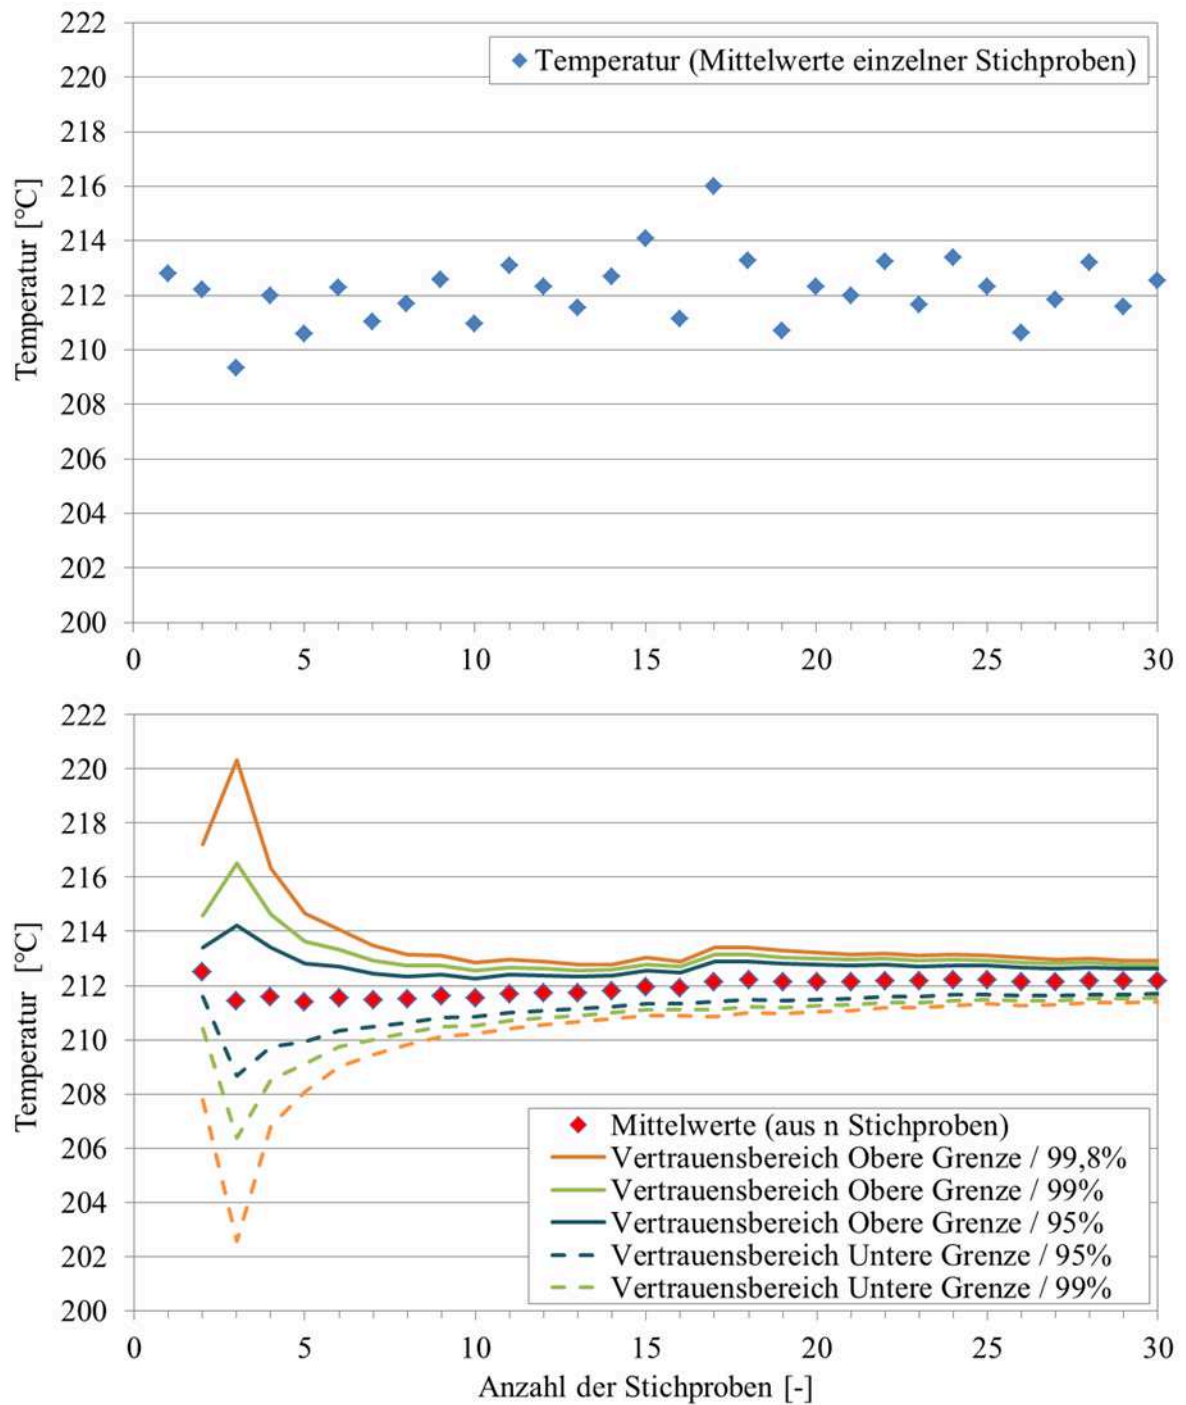 222
Temperatur (Mittelwerte einzelner Stichproben)
220
218
216
214
212
210
208
206
204
202
200
Temperatur [°C]
0 5 10 15 20 25 30
222
220
218
216
214
212
210
208
206
204
202
200
Temperatur [°C]
Mittelwerte (aus n Stichproben)
Vertrauensbereich Obere Grenze / 99,8%
Vertrauensbereich Obere Grenze / 99%
Vertrauensbereich Obere Grenze / 95%
Vertrauensbereich Untere Grenze / 95%
Vertrauensbereich Untere Grenze / 99%
0 5 10 15 20 25 30
Anzahl der Stichproben [-]